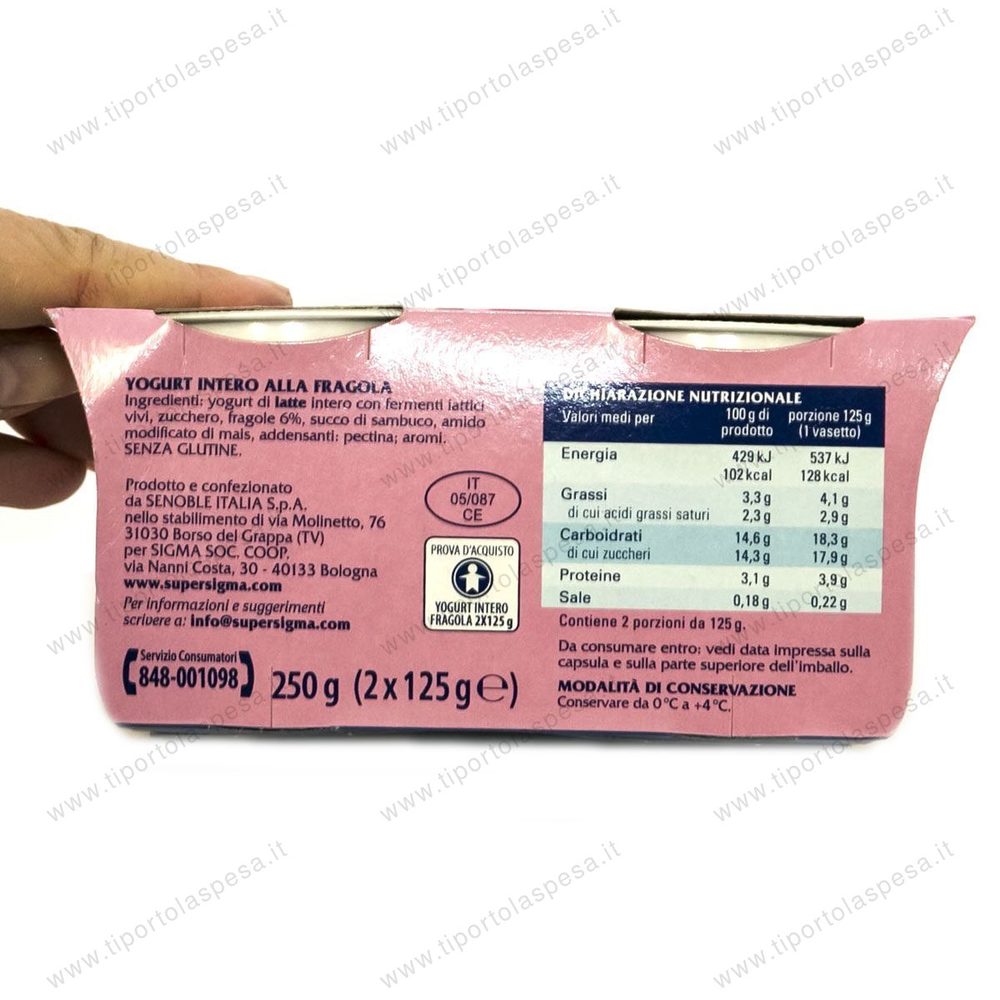 YOGURT INTERO ALLA FRAGOLA
Ingredienti: yogurt di latte intero con fermenti lattici
vivi, zucchero, fragole 6%, succo di sambuco, amido
modificato di mais, addensanti: pectina; aromi.
SENZA GLUTINE.
Prodotto e confezionato
da SENOBLE ITALIA S.p.A.
nello stabilimento di via Molinetto, 76
31030 Borso del Grappa (TV)
per SIGMA SOC. COOP.
via Nanni Costa, 30 - 40133 Bologna
www.supersigma.com
Per informazioni e suggerimenti
scrivere a: info@supersigma.com
Servizio Consumatori
848-001098
250 g (2 x 125 g e)
IT
05/087
CE
PROVA D'ACQUISTO
YOGURT INTERO
FRAGOLA 2X125 g
DICHIARAZIONE NUTRIZIONALE
Valori medi per 100 g di prodotto porzione 125 g (1 vasetto)
Energia 429 kJ 537 kJ
102 kcal 128 kcal
Grassi 3,3 g 4,1 g
di cui acidi grassi saturi 2,3 g 2,9 g
Carboidrati 14,6 g 18,3 g
di cui zuccheri 14,3 g 17,9 g
Proteine 3,1 g 3,9 g
Sale 0,18 g 0,22 g
Contiene 2 porzioni da 125 g.
Da consumare entro: vedi data impressa sulla
capsula e sulla parte superiore dell'imballo.
MODALITÀ DI CONSERVAZIONE
Conservare da 0°C a +4°C.
www.tiportolaspesa.it